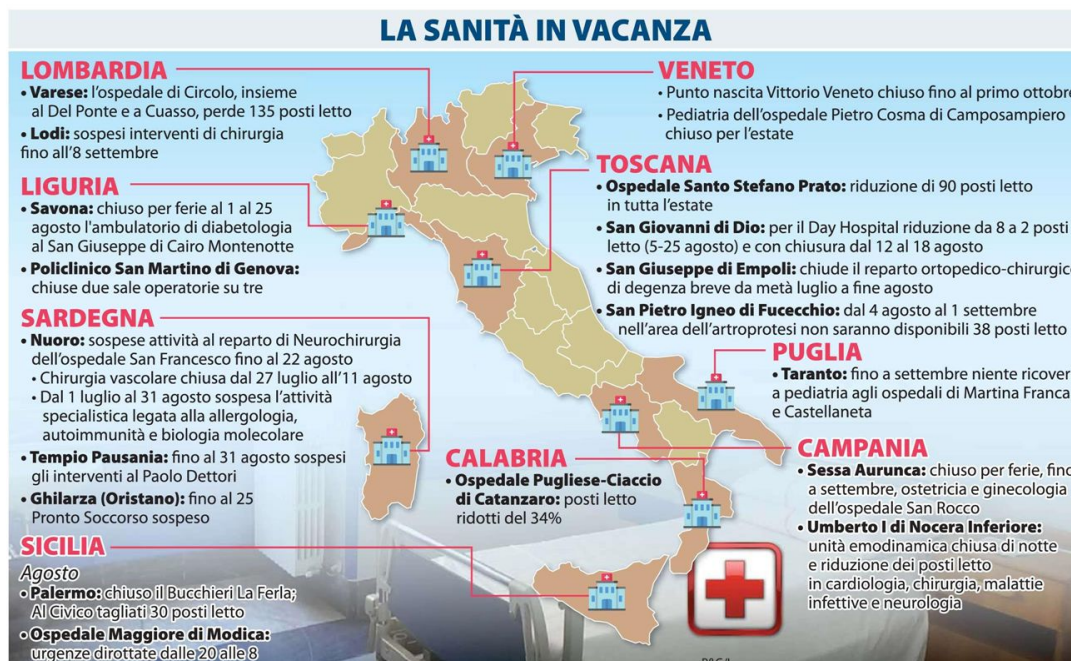 LA SANITÀ IN VACANZA
LOMBARDIA
• Varese: l'ospedale di Circolo, insieme
al Del Ponte e a Cuasso, perde 135 posti letto
• Lodi: sospesi interventi di chirurgia
fino all'8 settembre
LIGURIA
• Savona: chiuso per ferie al 1 al 25
agosto l'ambulatorio di diabetologia
al San Giuseppe di Cairo Montenotte
• Policlinico San Martino di Genova:
chiuse due sale operatorie su tre
SARDEGNA
• Nuoro: sospese attività al reparto di Neurochirurgia
dell'ospedale San Francesco fino al 22 agosto
• Chirurgia vascolare chiusa dal 27 luglio all'11 agosto
• Dal 1 luglio al 31 agosto sospesa l'attività
specialistica legata alla allergologia,
autoimmunità e biologia molecolare
• Tempio Pausania: fino al 31 agosto sospesi
gli interventi al Paolo Dettori
• Ghilarza (Oristano): fino al 25
Pronto Soccorso sospeso
SICILIA
Agosto
• Palermo: chiuso il Bucchieri La Ferla;
Al Civico tagliati 30 posti letto
• Ospedale Maggiore di Modica:
urgenze dirottate dalle 20 alle 8
VENETO
• Punto nascita Vittorio Veneto chiuso fino al primo ottobre
• Pediatria dell'ospedale Pietro Cosma di Camposampiero
chiuso per l'estate
TOSCANA
• Ospedale Santo Stefano Prato: riduzione di 90 posti letto
in tutta l'estate
• San Giovanni di Dio: per il Day Hospital riduzione da 8 a 2 posti
letto (5-25 agosto) e con chiusura dal 12 al 18 agosto
• San Giuseppe di Empoli: chiude il reparto ortopedico-chirurgico
di degenza breve da metà luglio a fine agosto
• San Pietro Igneo di Fucecchio: dal 4 agosto al 1 settembre
nell'area dell'artroprotesi non saranno disponibili 38 posti letto
PUGLIA
• Taranto: fino a settembre niente ricover
a pediatria agli ospedali di Martina Franca
e Castellaneta
CALABRIA
• Ospedale Pugliese-Ciaccio
di Catanzaro: posti letto
ridotti del 34%
CAMPANIA
• Sessa Aurunca: chiuso per ferie, fino
a settembre, ostetricia e ginecologia
dell'ospedale San Rocco
• Umberto I di Nocera Inferiore:
unità emodinamica chiusa di notte
e riduzione dei posti letto
in cardiologia, chirurgia, malattie
infettive e neurologia